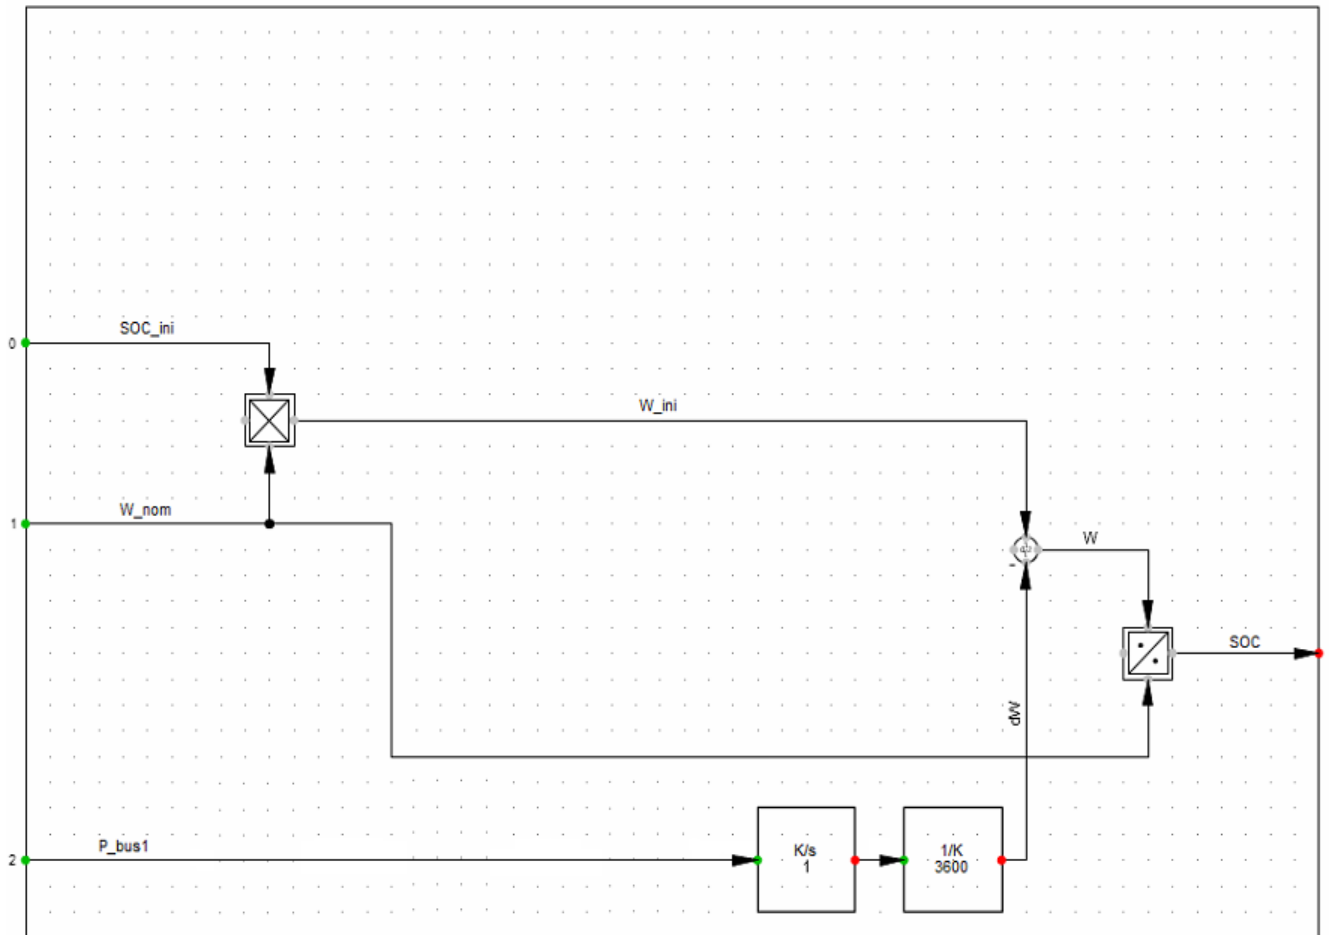 SOC_ini
0
W_ini
W_nom
1
W
-
SOC
dW
P_bus1
2
K/s
1
1/K
3600